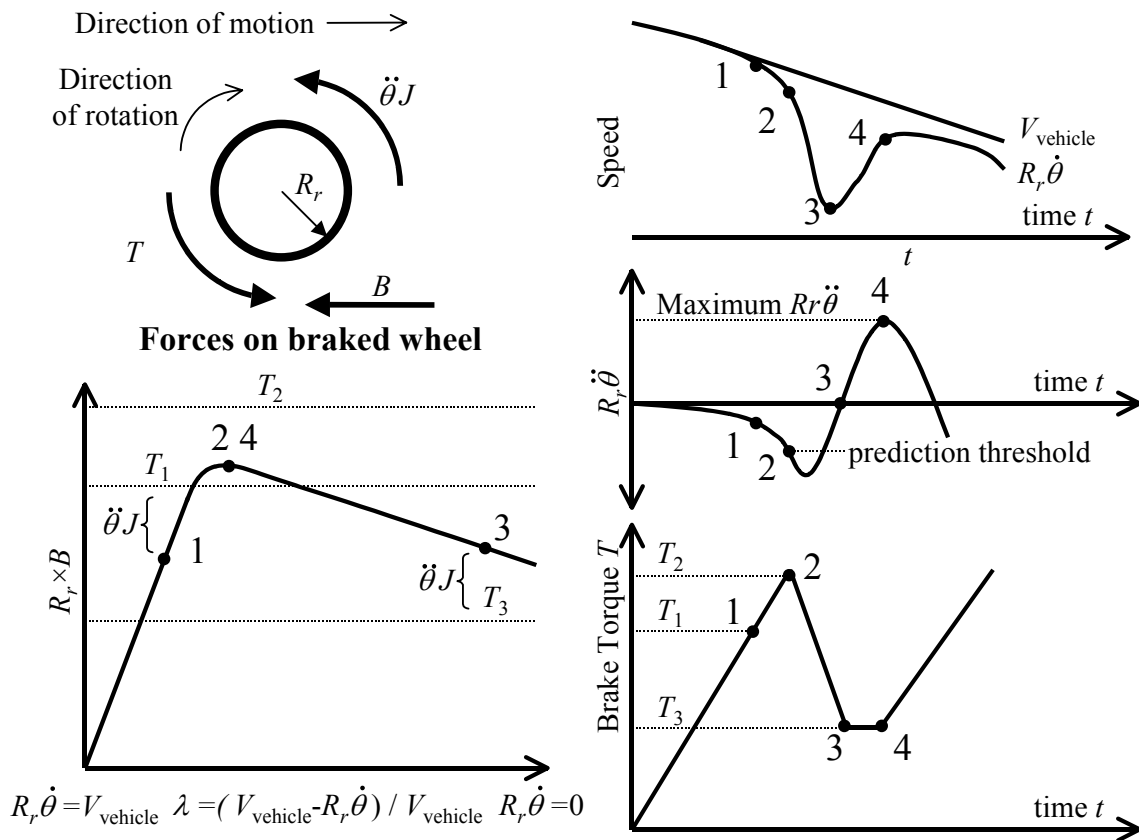 Direction of motion
Direction
of rotation
θ̈J
R_r
T
B
Forces on braked wheel
T_2
2 4
T_1
θ̈J
1
3
θ̈J
T_3
R_r×B
R_rθ̇=V_vehicle λ=(V_vehicle-R_rθ̇)/V_vehicle R_rθ̇=0
Speed
1
2
4
3
V_vehicle
R_rθ̇
time t
t
Maximum Rrθ̈
4
3
time t
R_rθ̈
1
2
prediction threshold
Brake Torque T
T_2
2
T_1
1
T_3
3
4
time t